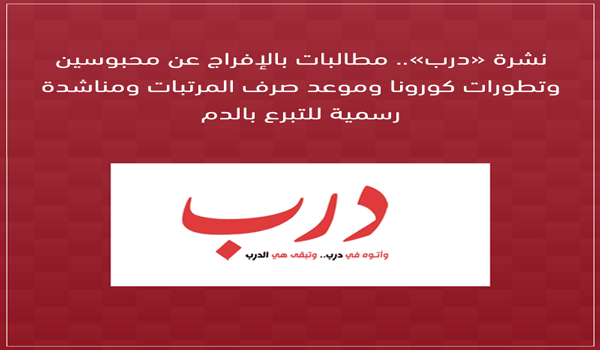 نشرة «درب».. مطالبات بالإفراج عن محبوسين
وتطورات كورونا وموعد صرف المرتبات ومناشدة
رسمية للتبرع بالدم
درب
وأتوه في درب.. وتبقى هي الدرب